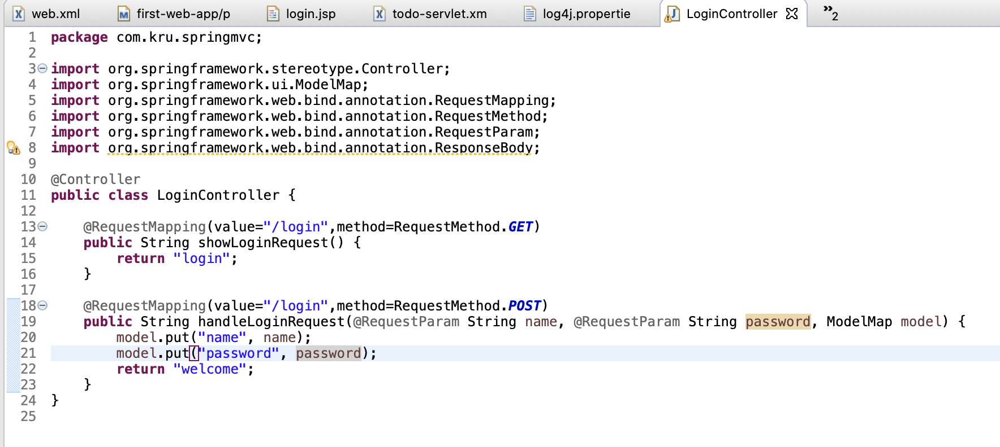 web.xml first-web-app/p login.jsp todo-servlet.xm log4j.propertie LoginController »2
1 package com.kru.springmvc;
2
3 import org.springframework.stereotype.Controller;
4 import org.springframework.ui.ModelMap;
5 import org.springframework.web.bind.annotation.RequestMapping;
6 import org.springframework.web.bind.annotation.RequestMethod;
7 import org.springframework.web.bind.annotation.RequestParam;
8 import org.springframework.web.bind.annotation.ResponseBody;
9
10 @Controller
11 public class LoginController {
12
13 @RequestMapping(value="/login",method=RequestMethod.GET)
14 public String showLoginRequest() {
15 return "login";
16 }
17
18 @RequestMapping(value="/login",method=RequestMethod.POST)
19 public String handleLoginRequest(@RequestParam String name, @RequestParam String password, ModelMap model) {
20 model.put("name", name);
21 model.put("password", password);
22 return "welcome";
23 }
24 }
25